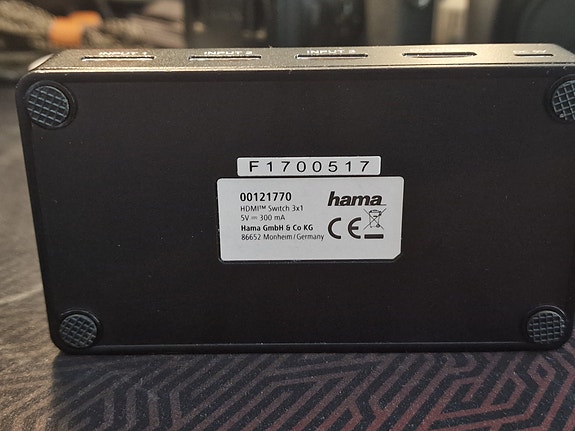 INPUT 1 INPUT 2 INPUT 3
F1700517
00121770
HDMI™ Switch 3x1
5V ⎓ 300 mA
Hama GmbH & Co KG
86652 Monheim/Germany
hama
CE